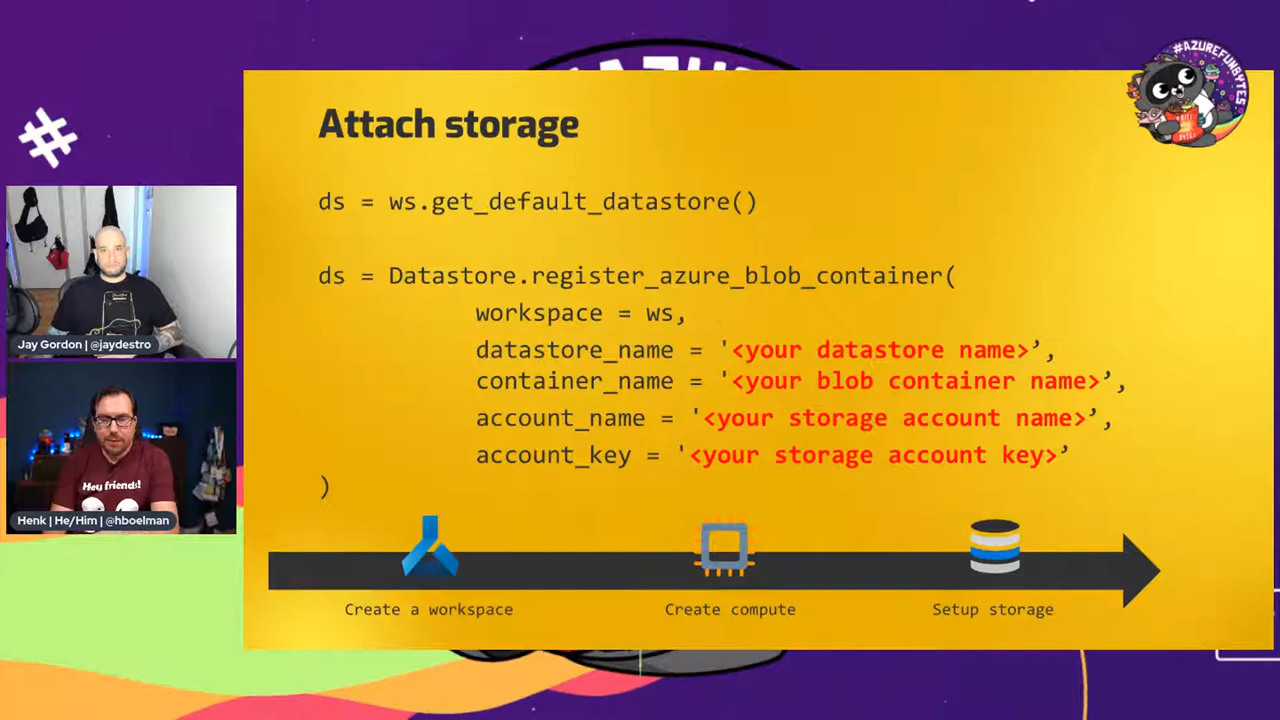 #AZUREFUNBYTES
Attach storage
ds = ws.get_default_datastore()
ds = Datastore.register_azure_blob_container(
workspace = ws,
datastore_name = '<your datastore name>’,
container_name = '<your blob container name>’,
account_name = '<your storage account name>’,
account_key = '<your storage account key>’
)
Jay Gordon | @jaydestro
Hey friends!
Henk | He/Him | @hboelman
Create a workspace
Create compute
Setup storage